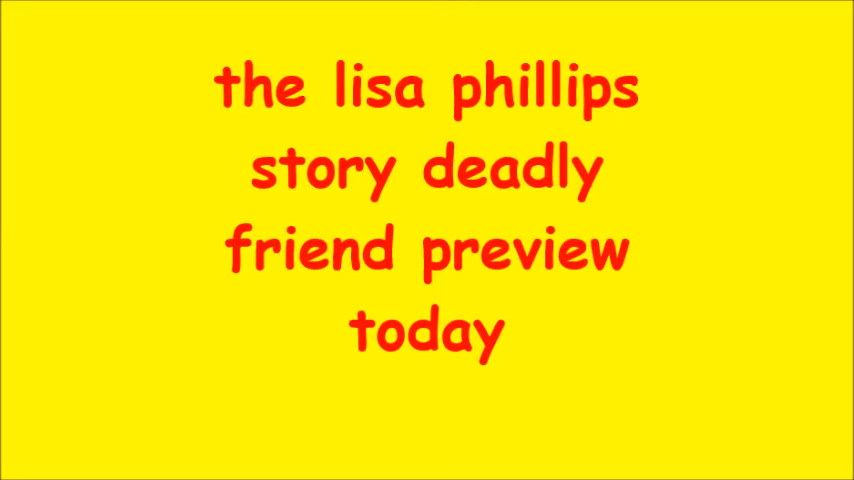 the lisa phillips
story deadly
friend preview
today